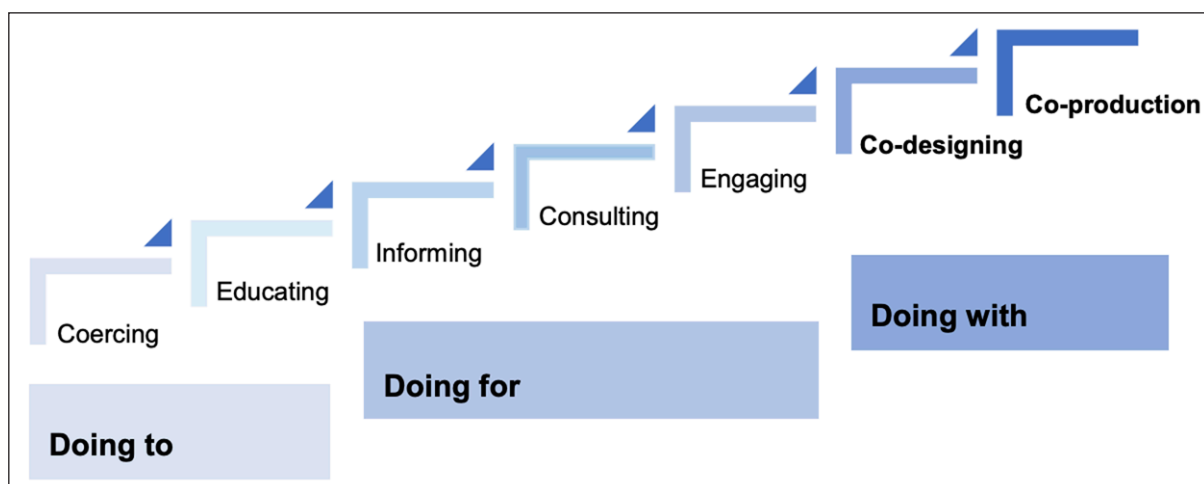 Coercing
Educating
Informing
Consulting
Engaging
Co-designing
Co-production
Doing to
Doing for
Doing with